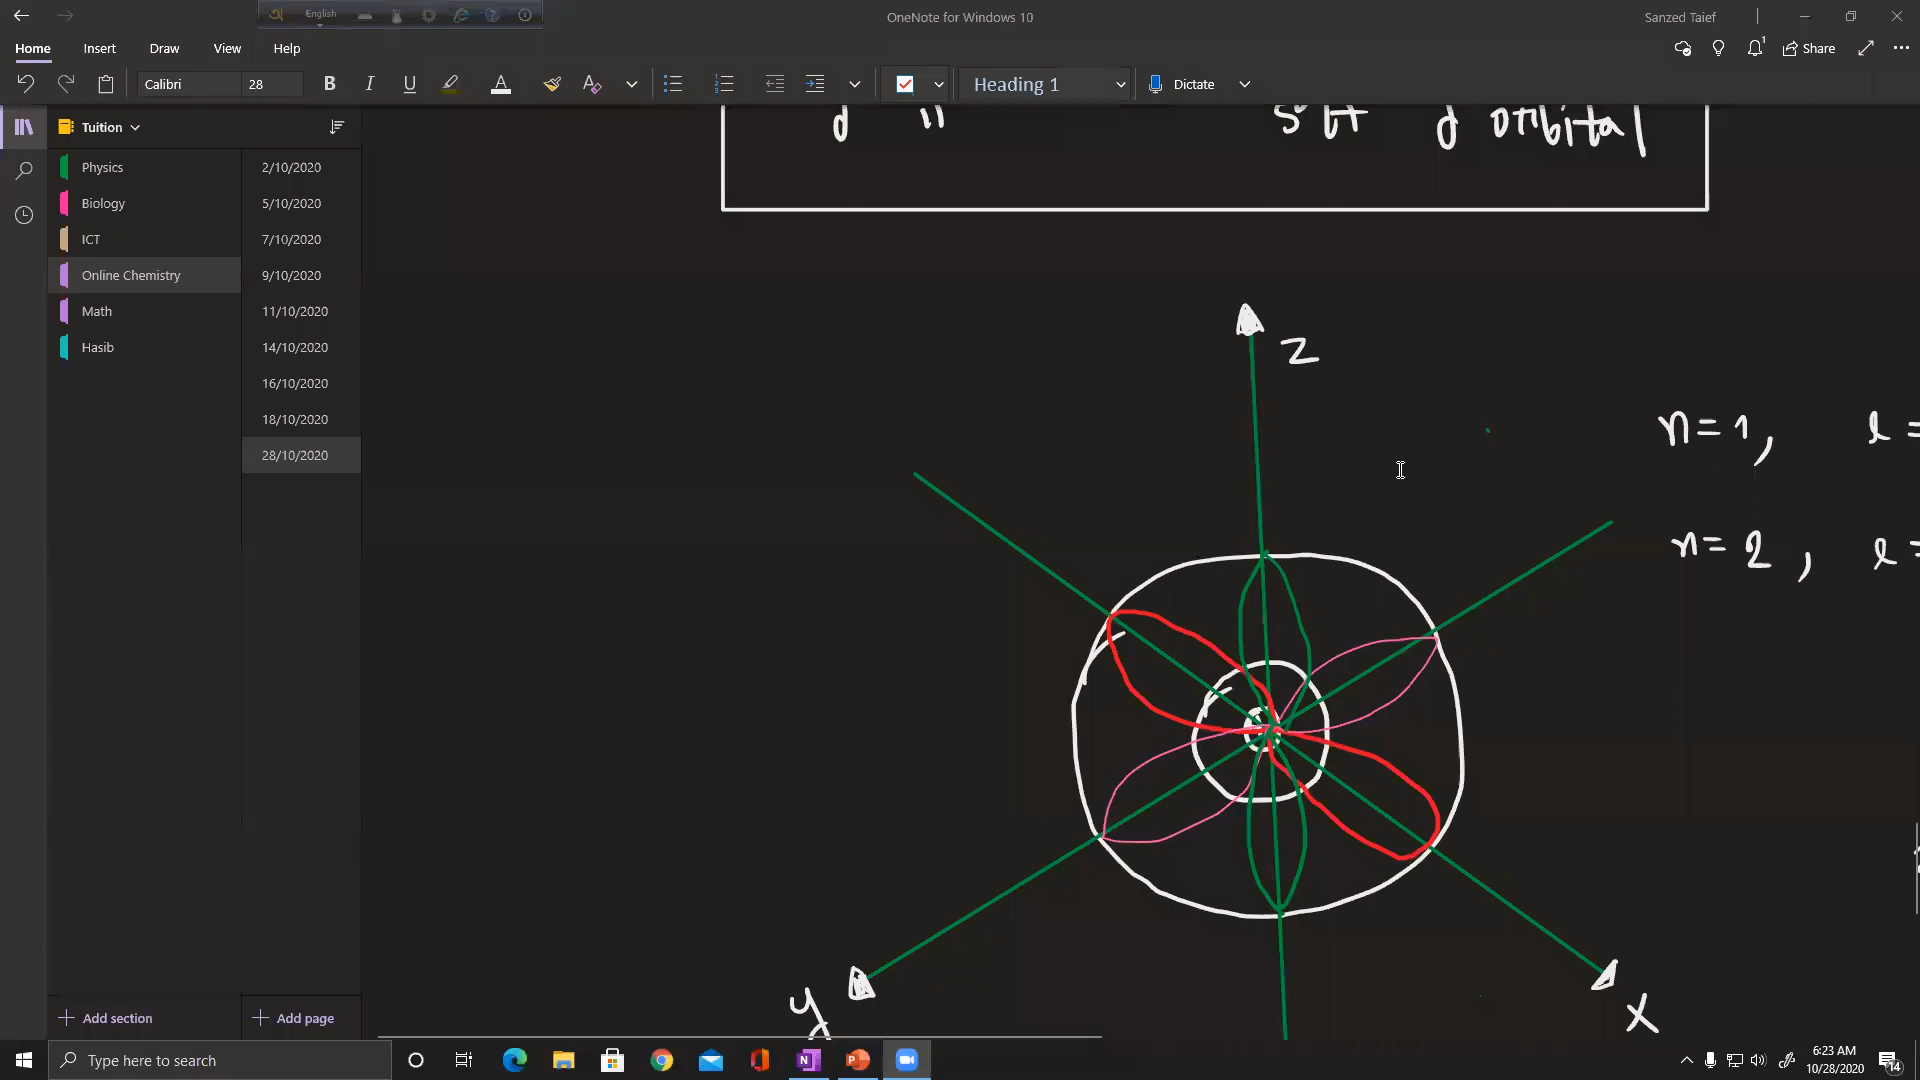 English
OneNote for Windows 10
Sanzed Taief
Home Insert Draw View Help
1
Share
Calibri 28 B I U A A Heading 1 Dictate
Tuition
Physics
Biology
ICT
Online Chemistry
Math
Hasib
2/10/2020
5/10/2020
7/10/2020
9/10/2020
11/10/2020
14/10/2020
16/10/2020
18/10/2020
28/10/2020
orbital
z
n = 1, l =
n = 2, l =
y
x
Add section
Add page
Type here to search
6:23 AM
10/28/2020
14